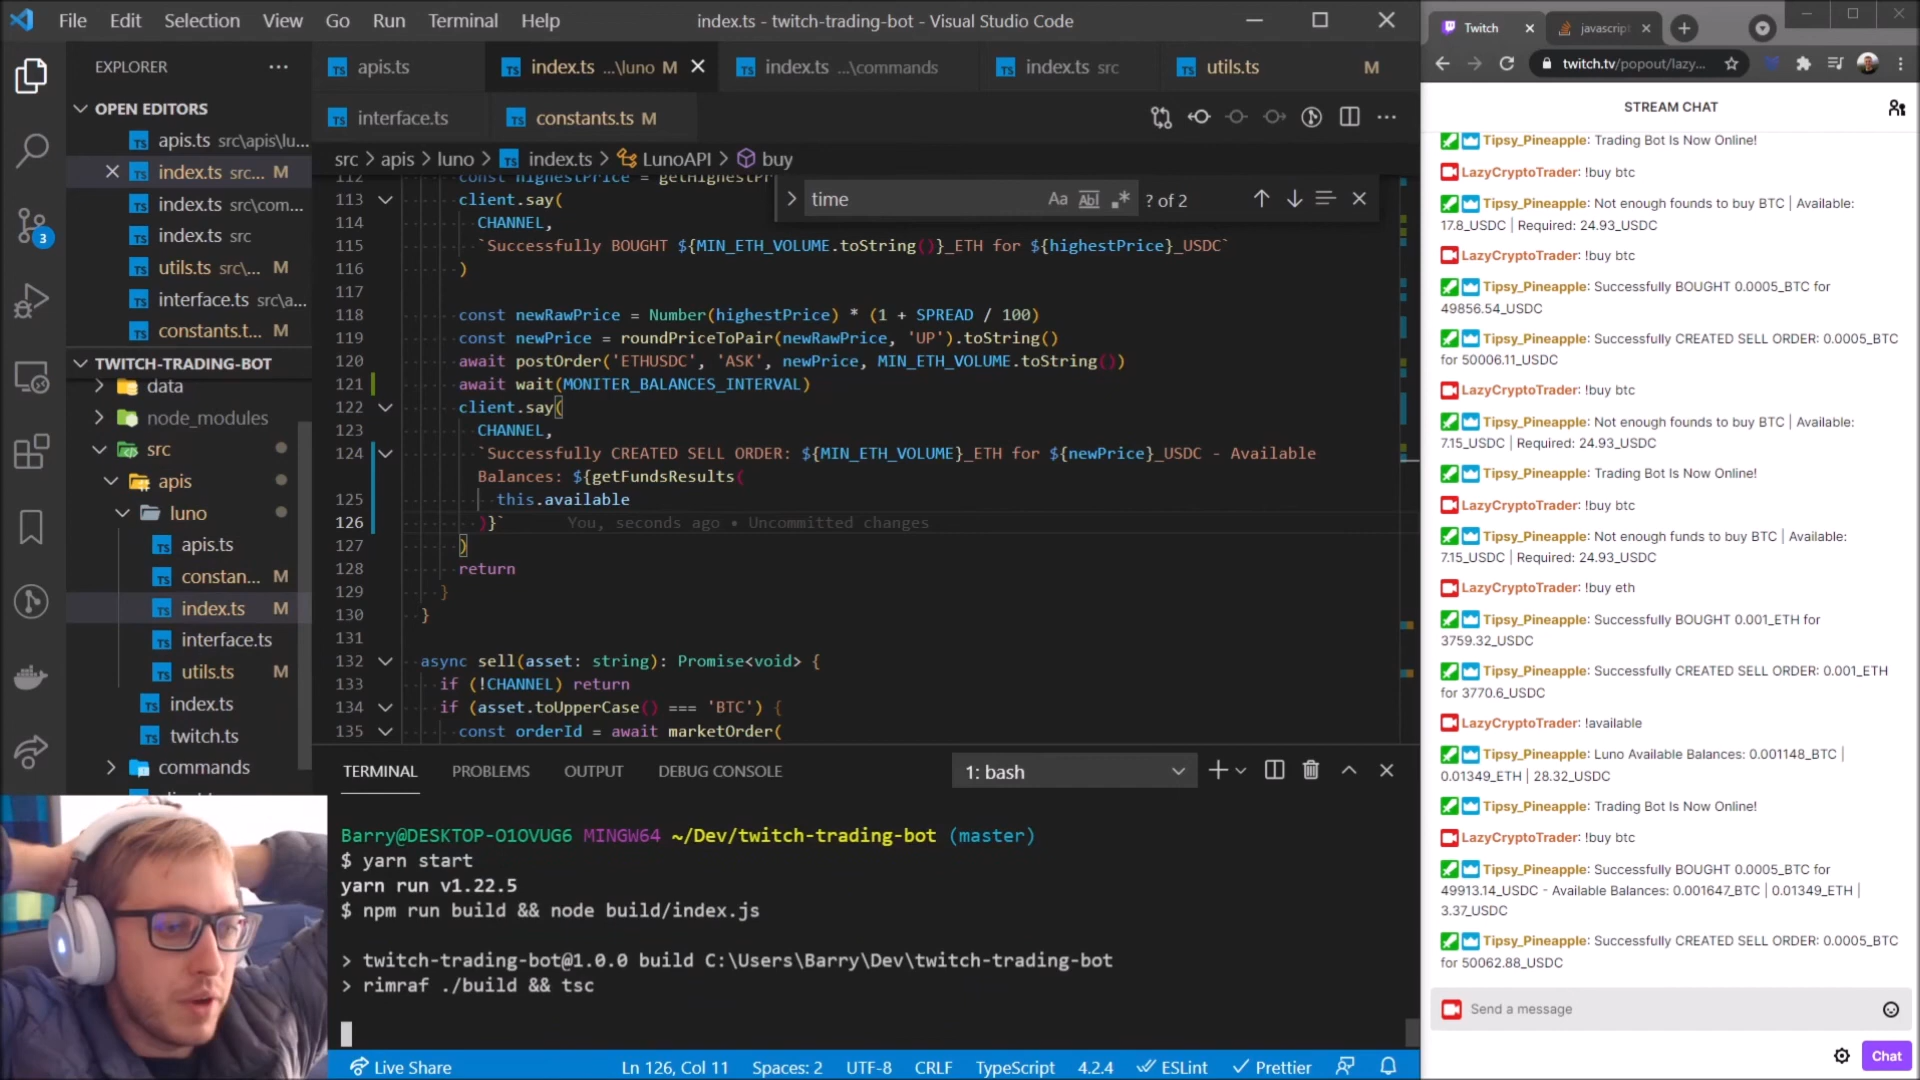 File Edit Selection View Go Run Terminal Help
index.ts - twitch-trading-bot - Visual Studio Code
EXPLORER
OPEN EDITORS
apis.ts src\apis\lu...
index.ts src... M
index.ts src\com...
index.ts src
utils.ts src\... M
interface.ts src\a...
constants.t... M
TWITCH-TRADING-BOT
data
node_modules
src
apis
luno
apis.ts
constan... M
index.ts M
interface.ts
utils.ts M
index.ts
twitch.ts
commands
3
apis.ts
index.ts ...\luno M
index.ts ...\commands
index.ts src
utils.ts M
interface.ts
constants.ts M
src > apis > luno > index.ts > LunoAPI > buy
time
Aa Abl .* ? of 2
112 const highestPrice = getHighestPr
113 client.say(
114 CHANNEL,
115 `Successfully BOUGHT ${MIN_ETH_VOLUME.toString()}_ETH for ${highestPrice}_USDC`
116 )
117
118 const newRawPrice = Number(highestPrice) * (1 + SPREAD / 100)
119 const newPrice = roundPriceToPair(newRawPrice, 'UP').toString()
120 await postOrder('ETHUSDC', 'ASK', newPrice, MIN_ETH_VOLUME.toString())
121 await wait(MONITER_BALANCES_INTERVAL)
122 client.say(
123 CHANNEL,
124 `Successfully CREATED SELL ORDER: ${MIN_ETH_VOLUME}_ETH for ${newPrice}_USDC - Available
Balances: ${getFundsResults(
125 this.available
126 )}` You, seconds ago • Uncommitted changes
127 )
128 return
129 }
130 }
131
132 async sell(asset: string): Promise<void> {
133 if (!CHANNEL) return
134 if (asset.toUpperCase() === 'BTC') {
135 const orderId = await marketOrder(
TERMINAL PROBLEMS OUTPUT DEBUG CONSOLE
1: bash
Barry@DESKTOP-O1OVUG6 MINGW64 ~/Dev/twitch-trading-bot (master)
$ yarn start
yarn run v1.22.5
$ npm run build && node build/index.js
> twitch-trading-bot@1.0.0 build C:\Users\Barry\Dev\twitch-trading-bot
> rimraf ./build && tsc
Live Share
Ln 126, Col 11 Spaces: 2 UTF-8 CRLF TypeScript 4.2.4 ESLint Prettier
Twitch
javascript
twitch.tv/popout/lazy...
STREAM CHAT
Tipsy_Pineapple: Trading Bot Is Now Online!
LazyCryptoTrader: !buy btc
Tipsy_Pineapple: Not enough founds to buy BTC | Available:
17.8_USDC | Required: 24.93_USDC
LazyCryptoTrader: !buy btc
Tipsy_Pineapple: Successfully BOUGHT 0.0005_BTC for
49856.54_USDC
Tipsy_Pineapple: Successfully CREATED SELL ORDER: 0.0005_BTC
for 50006.11_USDC
LazyCryptoTrader: !buy btc
Tipsy_Pineapple: Not enough founds to buy BTC | Available:
7.15_USDC | Required: 24.93_USDC
Tipsy_Pineapple: Trading Bot Is Now Online!
LazyCryptoTrader: !buy btc
Tipsy_Pineapple: Not enough funds to buy BTC | Available:
7.15_USDC | Required: 24.93_USDC
LazyCryptoTrader: !buy eth
Tipsy_Pineapple: Successfully BOUGHT 0.001_ETH for
3759.32_USDC
Tipsy_Pineapple: Successfully CREATED SELL ORDER: 0.001_ETH
for 3770.6_USDC
LazyCryptoTrader: !available
Tipsy_Pineapple: Luno Available Balances: 0.001148_BTC |
0.01349_ETH | 28.32_USDC
Tipsy_Pineapple: Trading Bot Is Now Online!
LazyCryptoTrader: !buy btc
Tipsy_Pineapple: Successfully BOUGHT 0.0005_BTC for
49913.14_USDC - Available Balances: 0.001647_BTC | 0.01349_ETH |
3.37_USDC
Tipsy_Pineapple: Successfully CREATED SELL ORDER: 0.0005_BTC
for 50062.88_USDC
Send a message
Chat